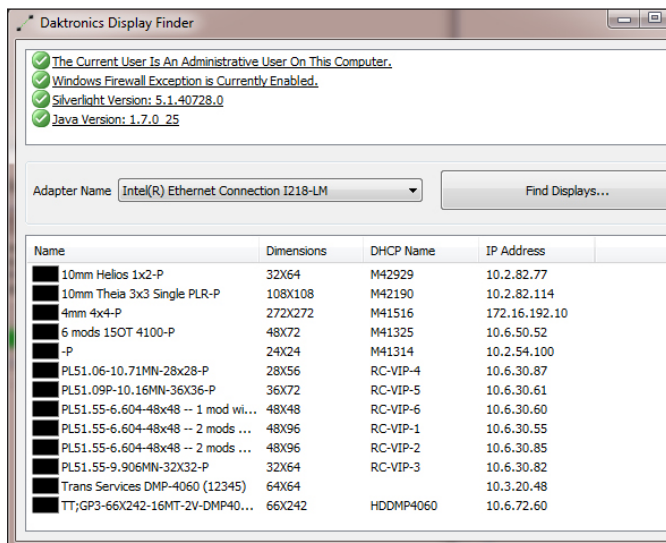 Daktronics Display Finder
The Current User Is An Administrative User On This Computer.
Windows Firewall Exception is Currently Enabled.
Silverlight Version: 5.1.40728.0
Java Version: 1.7.0_25
Adapter Name Intel(R) Ethernet Connection I218-LM Find Displays...
Name Dimensions DHCP Name IP Address
10mm Helios 1x2-P 32X64 M42929 10.2.82.77
10mm Theia 3x3 Single PLR-P 108X108 M42190 10.2.82.114
4mm 4x4-P 272X272 M41516 172.16.192.10
6 mods 15OT 4100-P 48X72 M41325 10.6.50.52
-P 24X24 M41314 10.2.54.100
PL51.06-10.71MN-28x28-P 28X56 RC-VIP-4 10.6.30.87
PL51.09P-10.16MN-36X36-P 36X72 RC-VIP-5 10.6.30.61
PL51.55-6.604-48x48 -- 1 mod wi... 48X48 RC-VIP-6 10.6.30.60
PL51.55-6.604-48x48 -- 2 mods ... 48X96 RC-VIP-1 10.6.30.55
PL51.55-6.604-48x48 -- 2 mods ... 48X96 RC-VIP-2 10.6.30.85
PL51.55-9.906MN-32X32-P 32X64 RC-VIP-3 10.6.30.82
Trans Services DMP-4060 (12345) 64X64 10.3.20.48
TT;GP3-66X242-16MT-2V-DMP40... 66X242 HDDMP4060 10.6.72.60